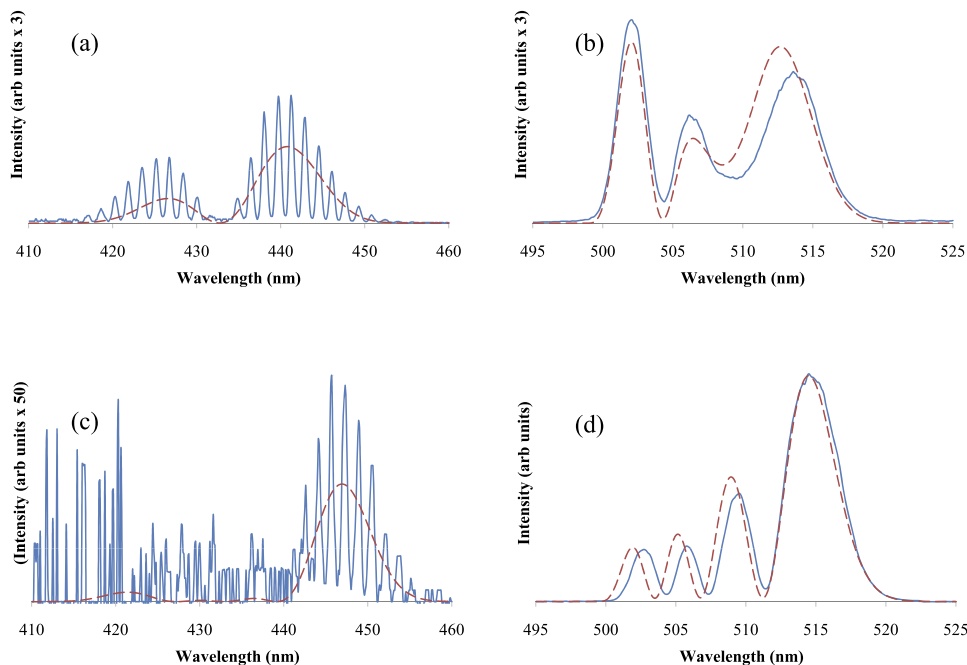 Intensity (arb units x 3)
(a)
410 420 430 440 450 460
Wavelength (nm)
Intensity (arb units x 3)
(b)
495 500 505 510 515 520 525
Wavelength (nm)
(Intensity (arb units x 50)
(c)
410 420 430 440 450 460
Wavelength (nm)
Intensity (arb units)
(d)
495 500 505 510 515 520 525
Wavelength (nm)